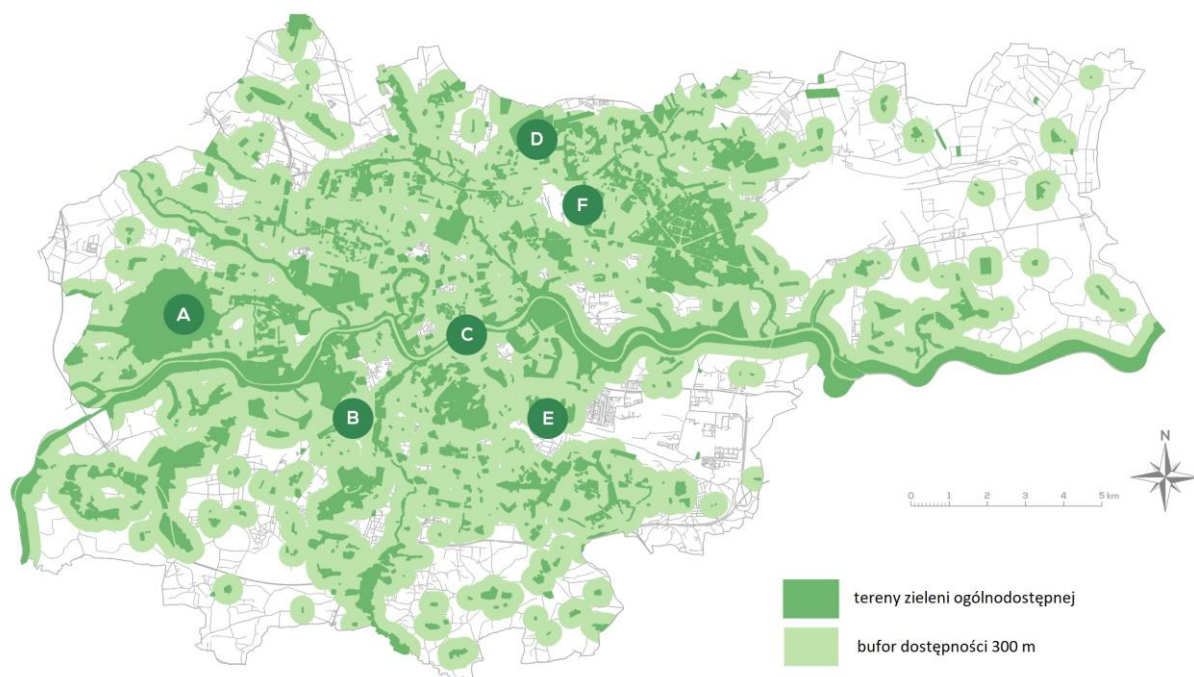 D
F
A
C
B
E
N
0 1 2 3 4 5 km
tereny zieleni ogólnodostępnej
bufor dostępności 300 m